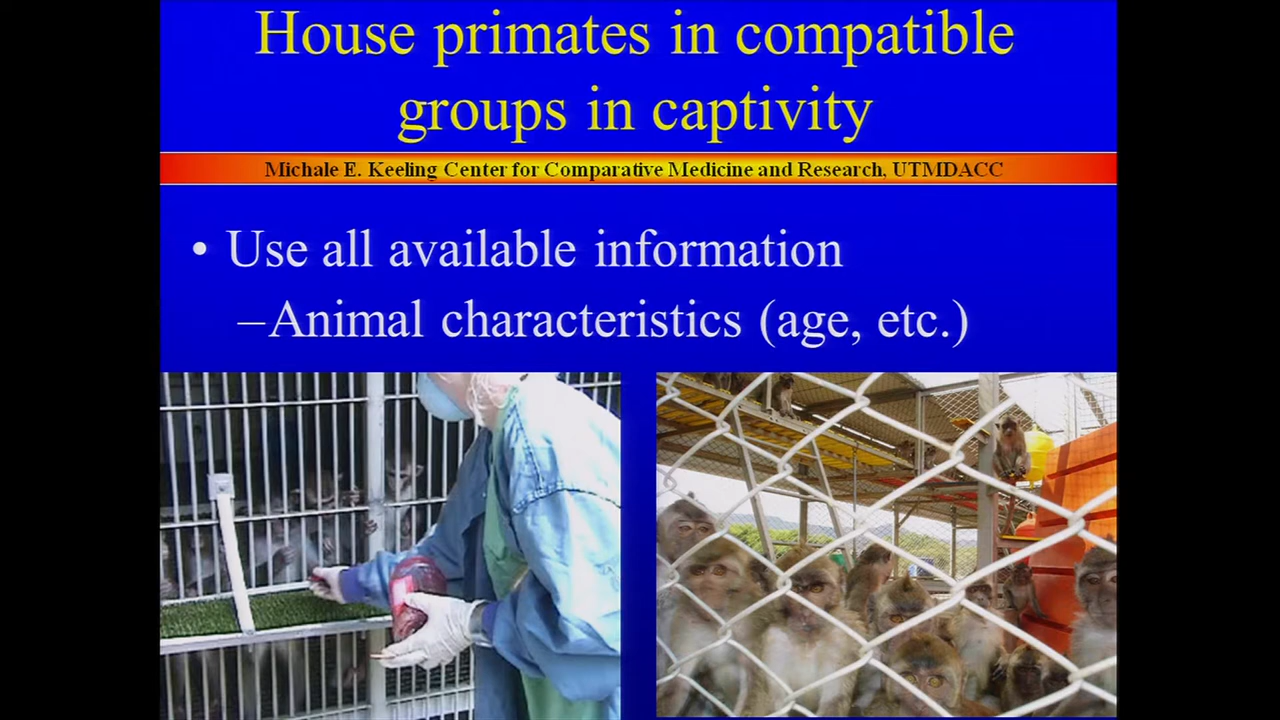 House primates in compatible
groups in captivity
Michale E. Keeling Center for Comparative Medicine and Research, UTMDACC
• Use all available information
–Animal characteristics (age, etc.)